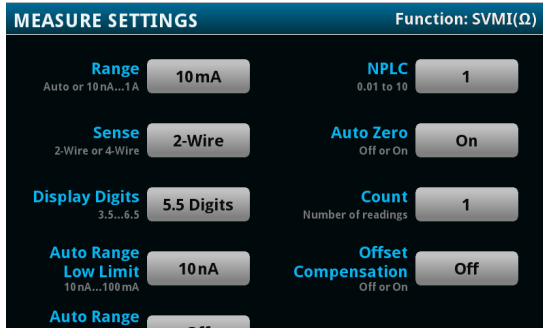 MEASURE SETTINGS Function: SVMI(Ω)
Range 10mA NPLC 1
Auto or 10nA...1A 0.01 to 10
Sense 2-Wire Auto Zero On
2-Wire or 4-Wire Off or On
Display Digits 5.5 Digits Count 1
3.5...6.5 Number of readings
Auto Range Offset
Low Limit 10nA Compensation Off
10nA...100mA Off or On
Auto Range
Off